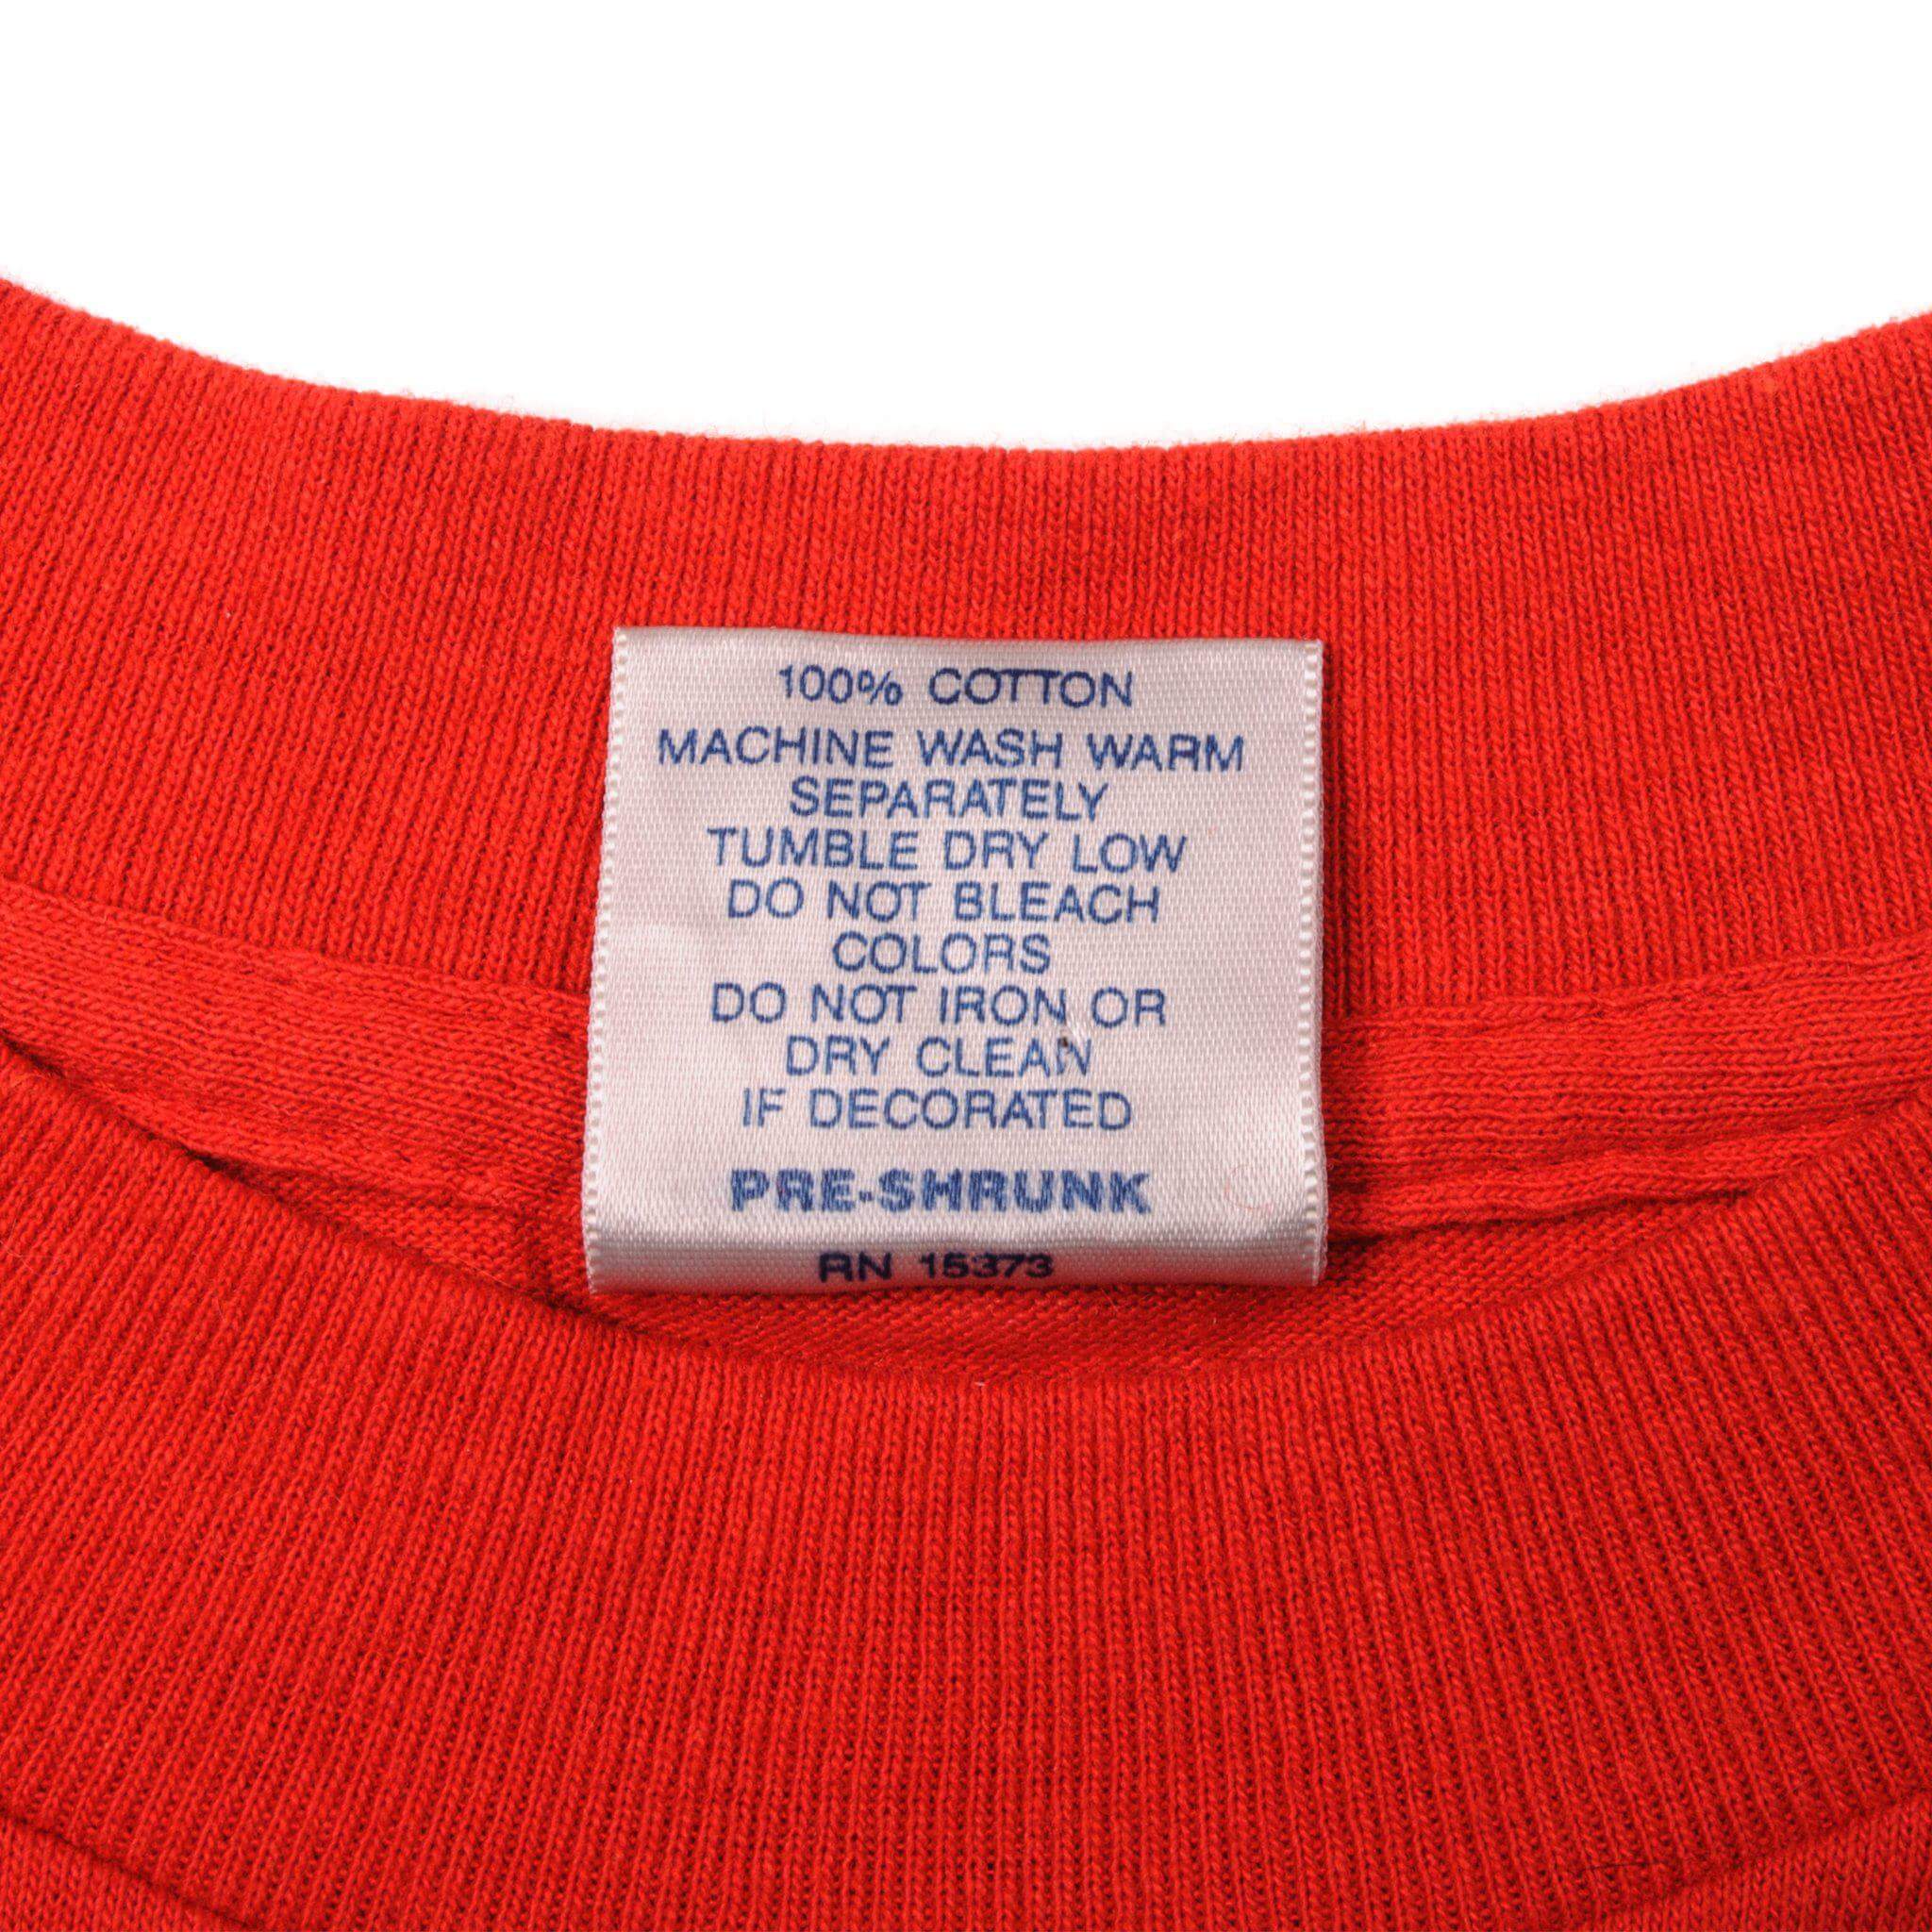 100% COTTON
MACHINE WASH WARM
SEPARATELY
TUMBLE DRY LOW
DO NOT BLEACH
COLORS
DO NOT IRON OR
DRY CLEAN
IF DECORATED
PRE-SHRUNK
RN 15373